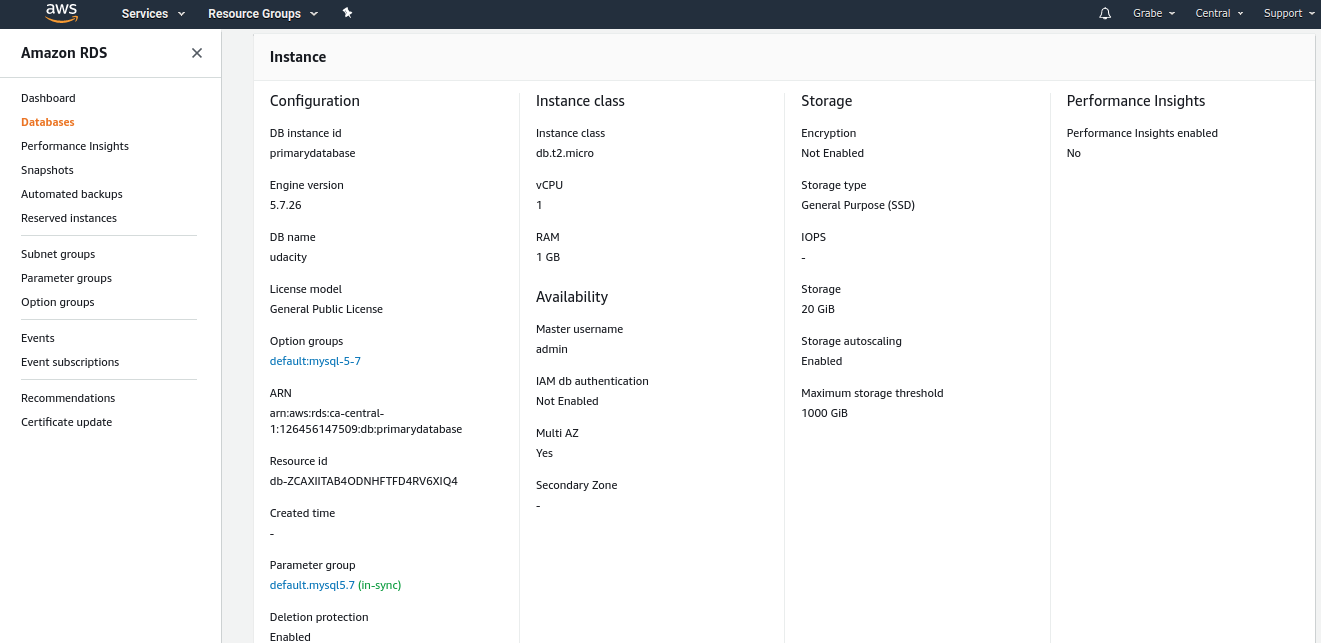 aws
Services
Resource Groups
Grabe
Central
Support
Amazon RDS
Dashboard
Databases
Performance Insights
Snapshots
Automated backups
Reserved instances
Subnet groups
Parameter groups
Option groups
Events
Event subscriptions
Recommendations
Certificate update
Instance
Configuration
DB instance id
primarydatabase
Engine version
5.7.26
DB name
udacity
License model
General Public License
Option groups
default:mysql-5-7
ARN
arn:aws:rds:ca-central-
1:126456147509:db:primarydatabase
Resource id
db-ZCAXIITAB4ODNHFTFD4RV6XIQ4
Created time
-
Parameter group
default.mysql5.7 (in-sync)
Deletion protection
Enabled
Instance class
Instance class
db.t2.micro
vCPU
1
RAM
1 GB
Availability
Master username
admin
IAM db authentication
Not Enabled
Multi AZ
Yes
Secondary Zone
-
Storage
Encryption
Not Enabled
Storage type
General Purpose (SSD)
IOPS
-
Storage
20 GiB
Storage autoscaling
Enabled
Maximum storage threshold
1000 GiB
Performance Insights
Performance Insights enabled
No